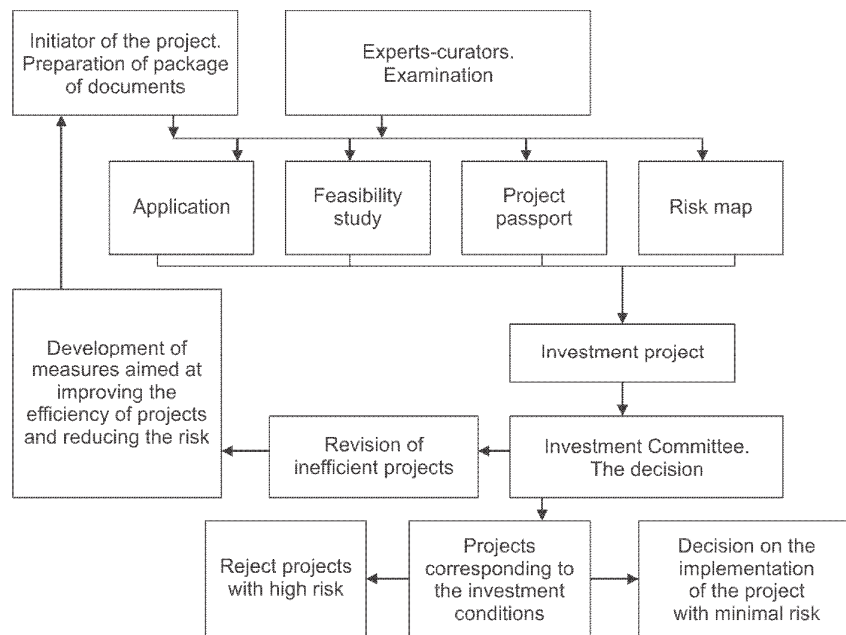 Initiator of the project.
Preparation of package
of documents
Experts-curators.
Examination
Application
Feasibility
study
Project
passport
Risk map
Investment project
Development of
measures aimed at
improving the
efficiency of projects
and reducing the risk
Revision of
inefficient projects
Investment Committee.
The decision
Reject projects
with high risk
Projects
corresponding to
the investment
conditions
Decision on the
implementation
of the project
with minimal risk